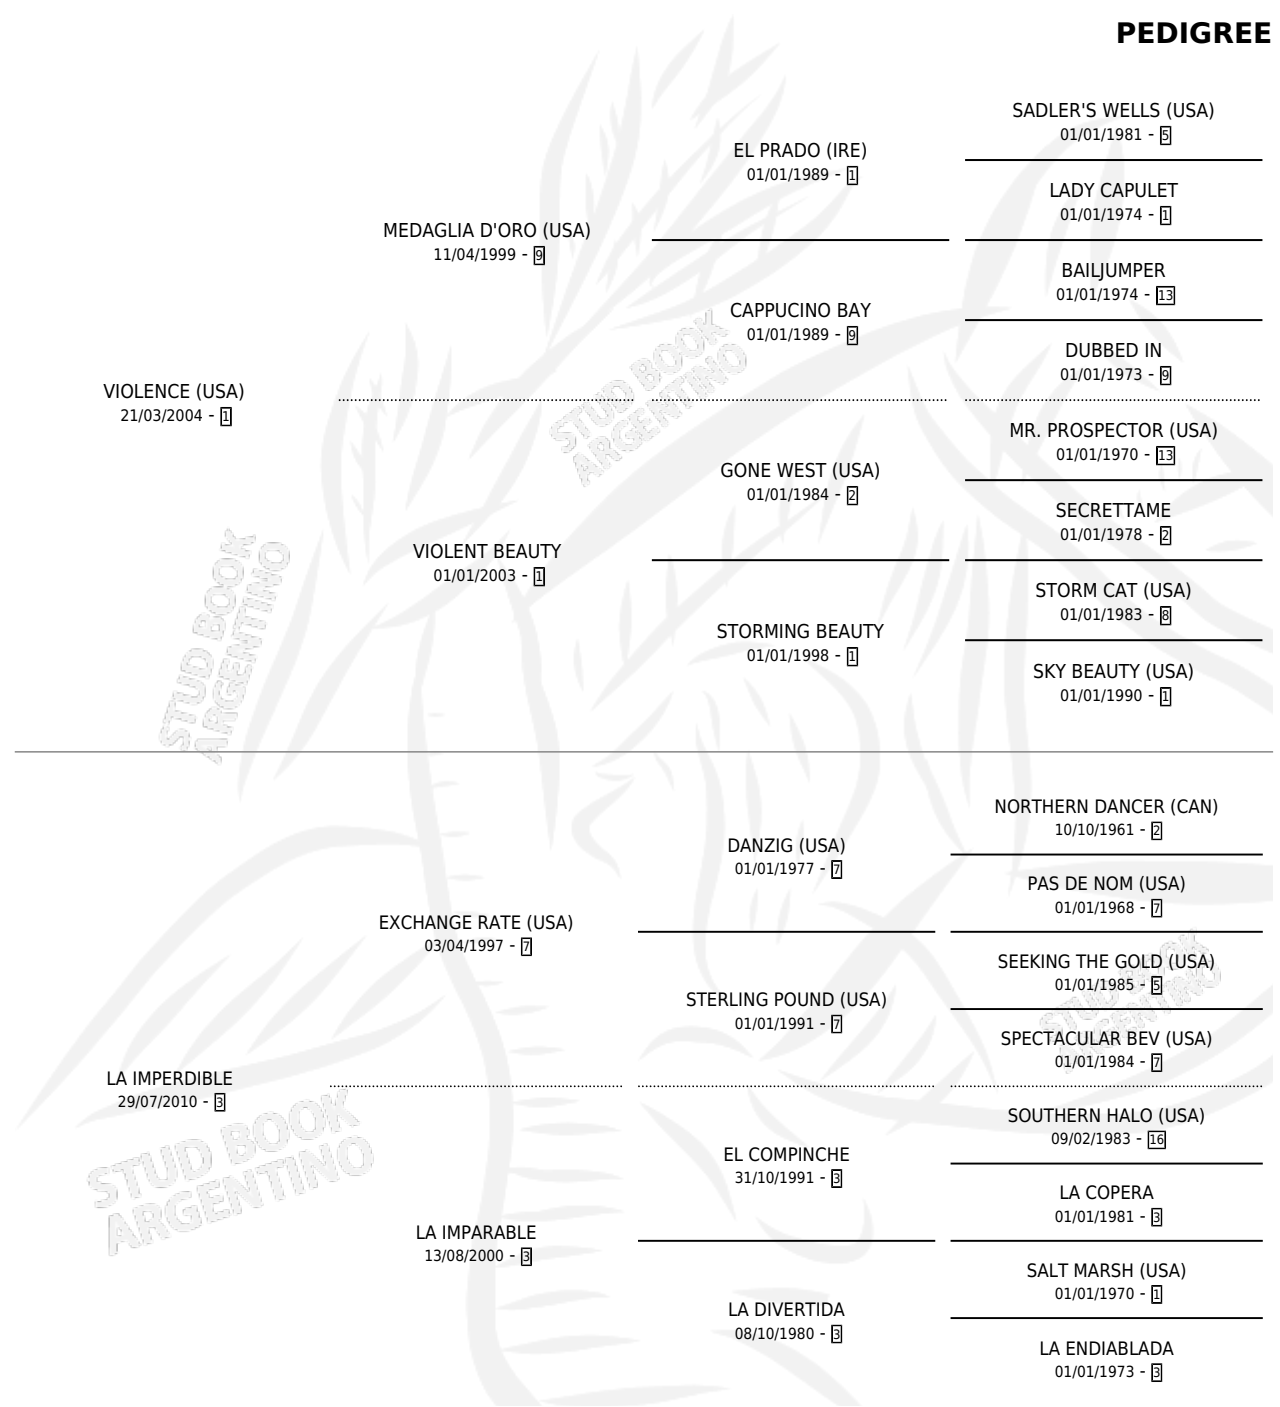 PEDIGREE
SADLER'S WELLS (USA)
01/01/1981 - 5
EL PRADO (IRE)
01/01/1989 - 1
LADY CAPULET
01/01/1974 - 1
MEDAGLIA D'ORO (USA)
11/04/1999 - 9
BAILJUMPER
01/01/1974 - 13
CAPPUCINO BAY
01/01/1989 - 9
DUBBED IN
01/01/1973 - 9
VIOLENCE (USA)
21/03/2004 - 1
MR. PROSPECTOR (USA)
01/01/1970 - 13
GONE WEST (USA)
01/01/1984 - 2
SECRETTAME
01/01/1978 - 2
VIOLENT BEAUTY
01/01/2003 - 1
STORM CAT (USA)
01/01/1983 - 8
STORMING BEAUTY
01/01/1998 - 1
SKY BEAUTY (USA)
01/01/1990 - 1
NORTHERN DANCER (CAN)
10/10/1961 - 2
DANZIG (USA)
01/01/1977 - 7
PAS DE NOM (USA)
01/01/1968 - 7
EXCHANGE RATE (USA)
03/04/1997 - 7
SEEKING THE GOLD (USA)
01/01/1985 - 5
STERLING POUND (USA)
01/01/1991 - 7
SPECTACULAR BEV (USA)
01/01/1984 - 7
LA IMPERDIBLE
29/07/2010 - 3
SOUTHERN HALO (USA)
09/02/1983 - 16
EL COMPINCHE
31/10/1991 - 3
LA COPERA
01/01/1981 - 3
LA IMPARABLE
13/08/2000 - 3
SALT MARSH (USA)
01/01/1970 - 1
LA DIVERTIDA
08/10/1980 - 3
LA ENDIABLADA
01/01/1973 - 3
STUD BOOK
ARGENTINO
STUD BOOK
ARGENTINO
STUD BOOK
ARGENTINO
STUD BOOK
ARGENTINO